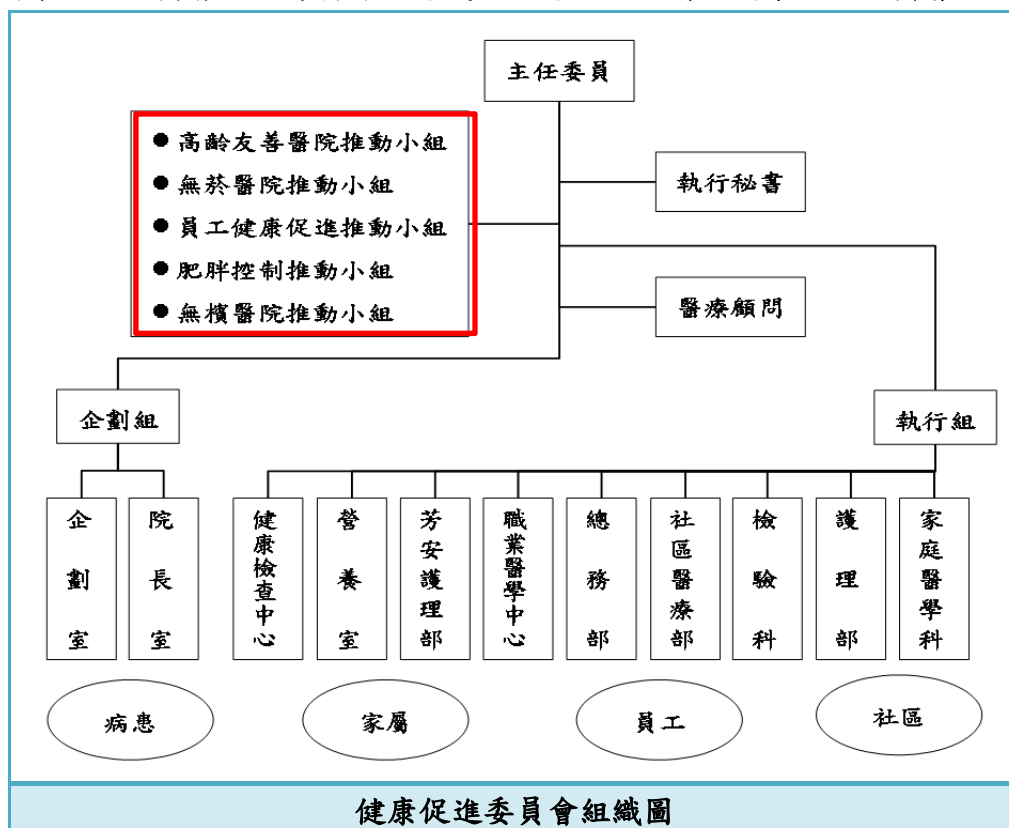 主任委員
●高齡友善醫院推動小組
●無菸醫院推動小組
●員工健康促進推動小組
●肥胖控制推動小組
●無檳醫院推動小組
執行秘書
醫療顧問
企劃組
執行組
企劃室
院長室
健康檢查中心
營養室
芳安護理部
職業醫學中心
總務部
社區醫療部
檢驗科
護理部
家庭醫學科
病患
家屬
員工
社區
健康促進委員會組織圖